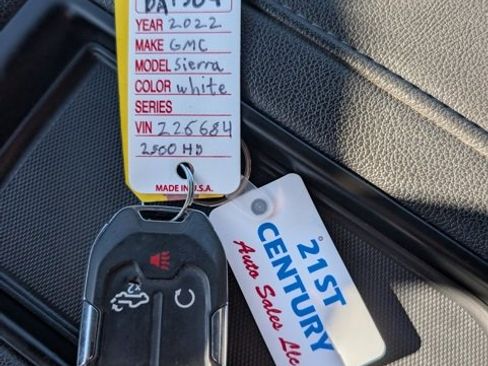 YEAR 2022
MAKE GMC
MODEL Sierra
COLOR white
SERIES
VIN 226684
2500 HD
MADE IN U.S.A.
2X
21ST
CENTURY
Auto Sales Llc